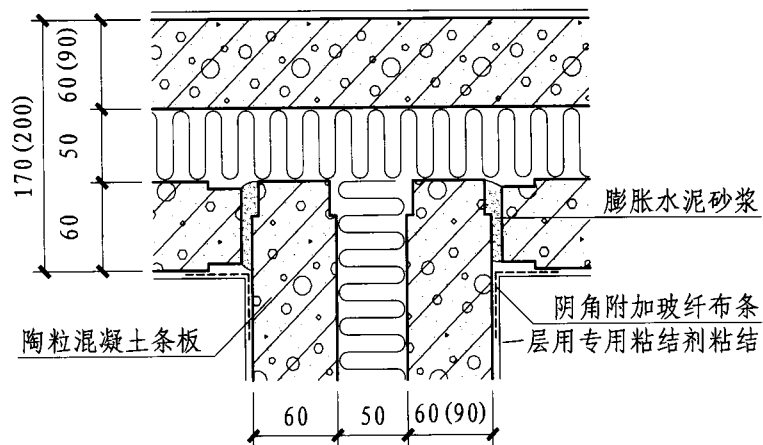 170(200)
60(90)
50
60
膨胀水泥砂浆
陶粒混凝土条板
阴角附加玻纤布条
层用专用粘结剂粘结
60
50
60(90)